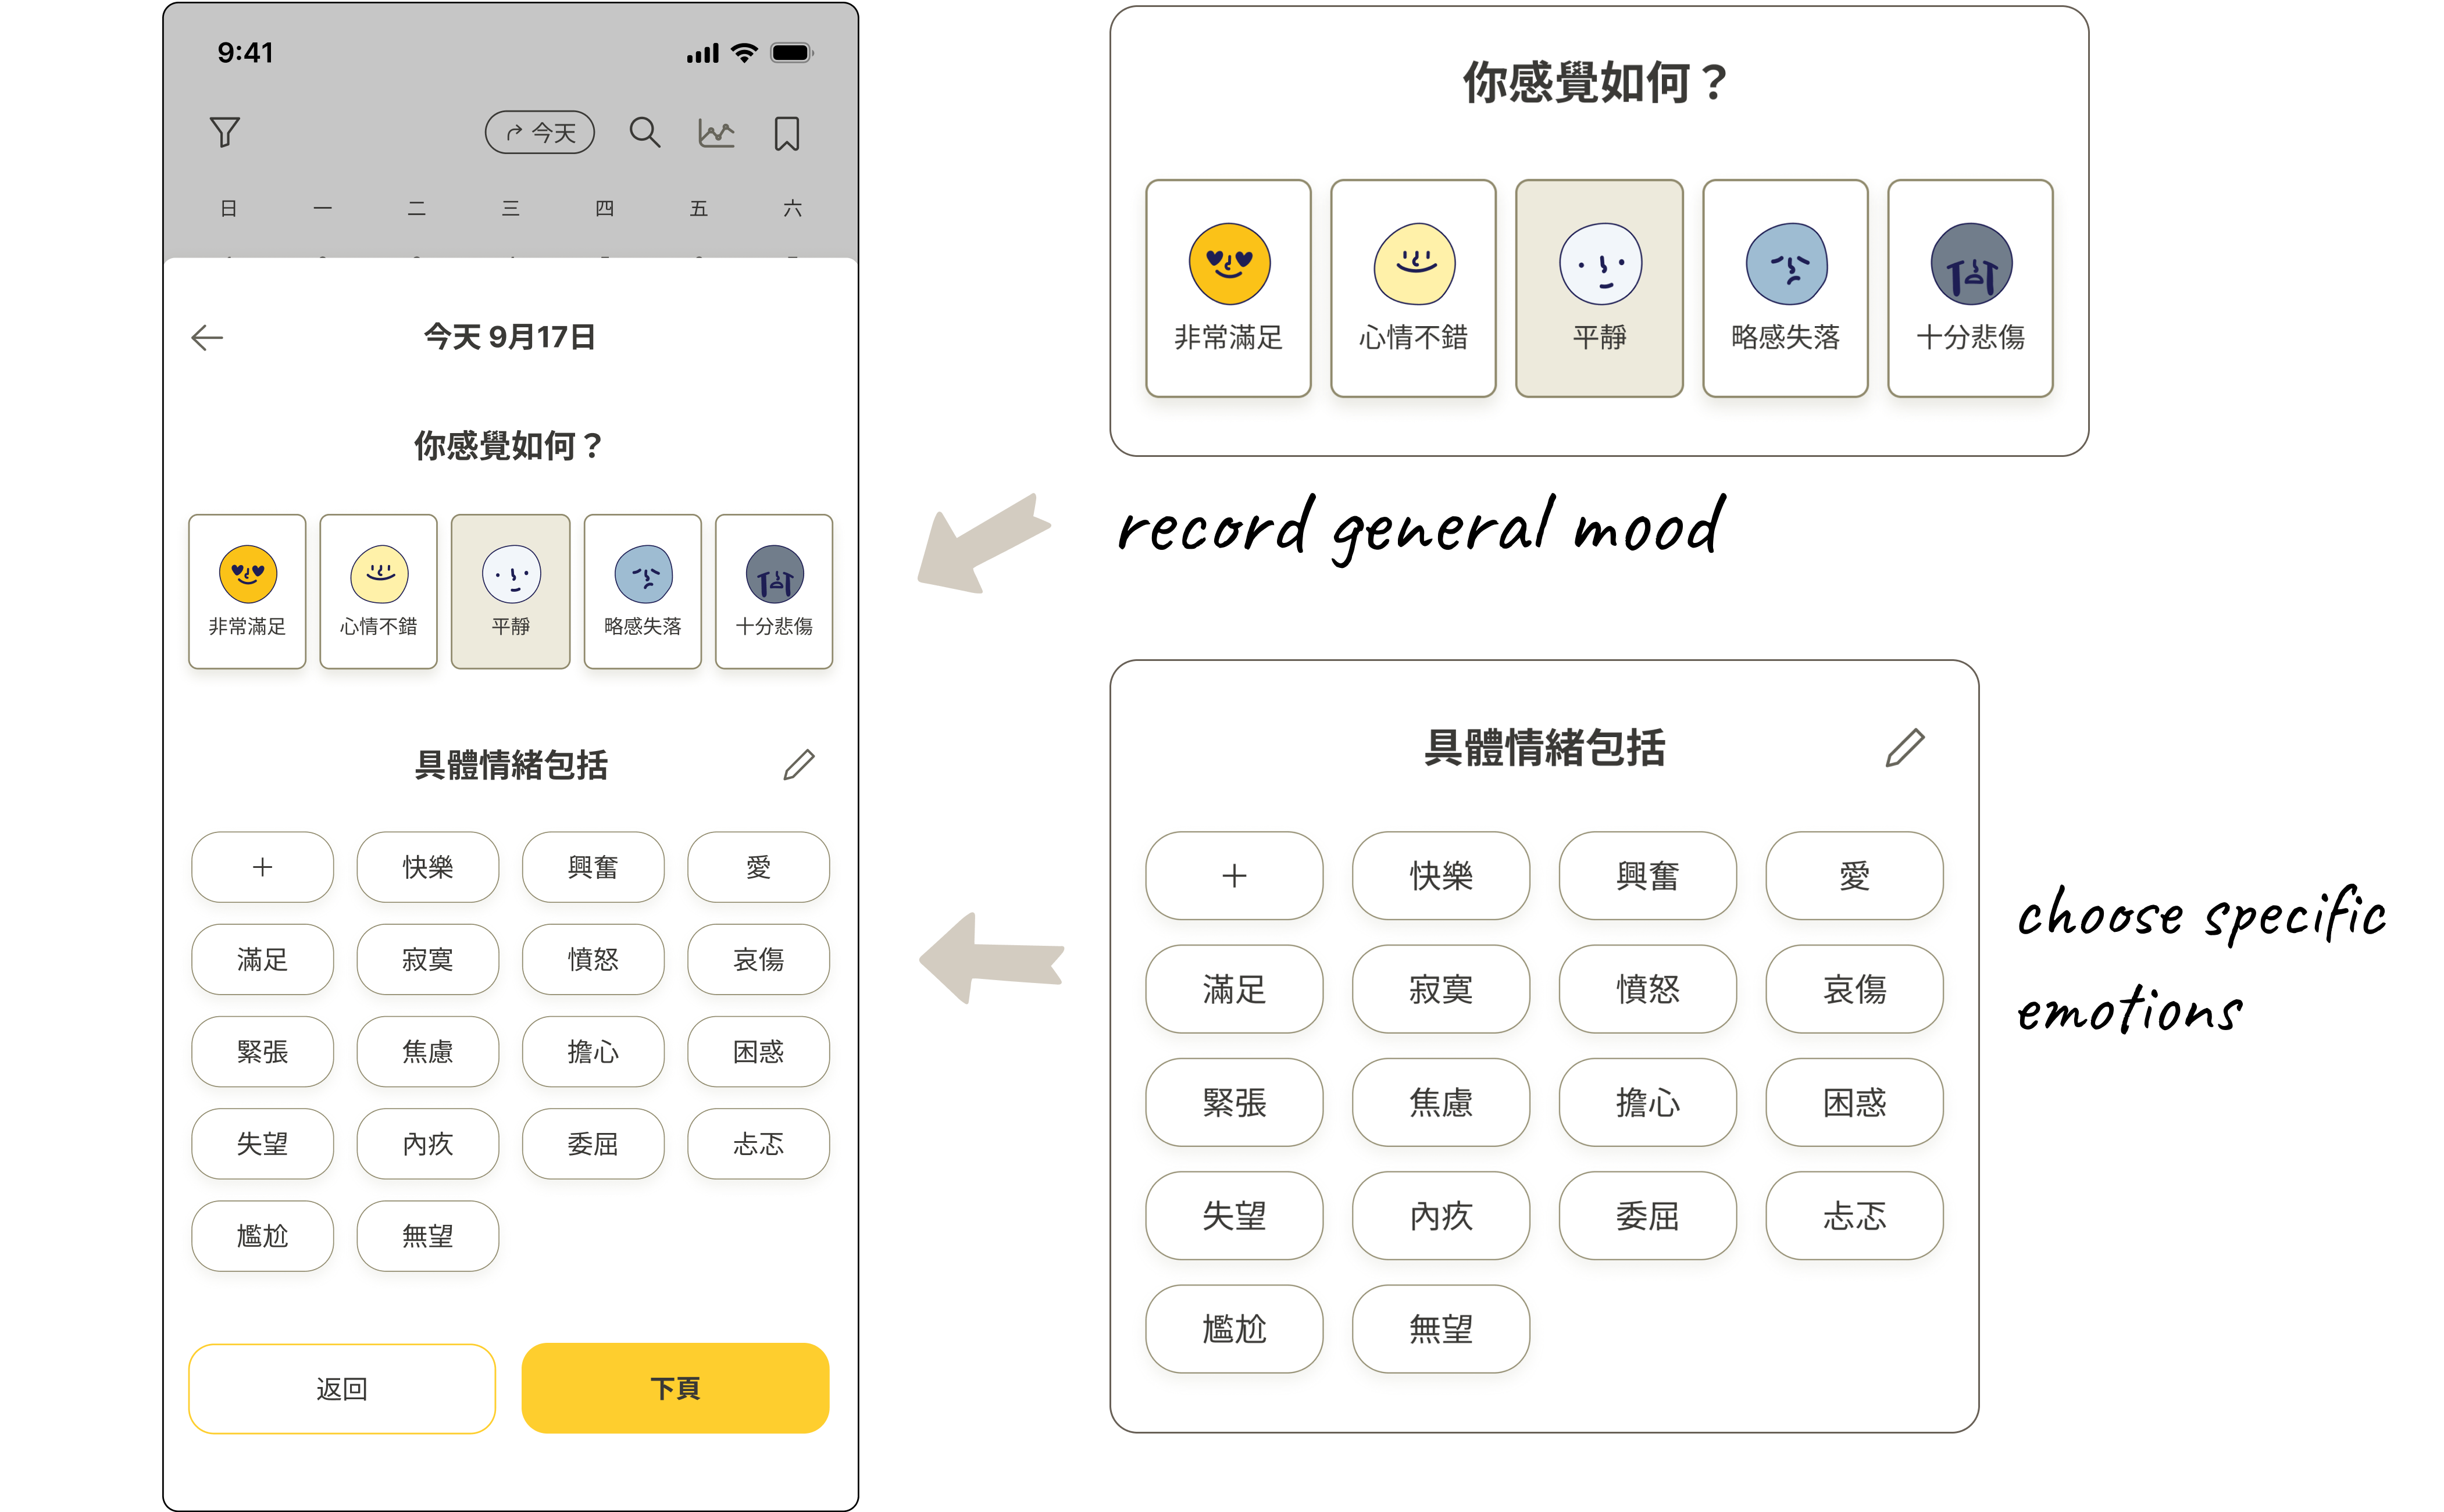 9:41
今天
日 一 二 三 四 五 六
今天 9月17日
你感覺如何？
非常滿足 心情不錯 平靜 略感失落 十分悲傷
具體情緒包括
+ 快樂 興奮 愛
滿足 寂寞 憤怒 哀傷
緊張 焦慮 擔心 困惑
失望 內疚 委屈 忐忑
尷尬 無望
返回 下頁
你感覺如何？
非常滿足 心情不錯 平靜 略感失落 十分悲傷
record general mood
具體情緒包括
+ 快樂 興奮 愛
滿足 寂寞 憤怒 哀傷
緊張 焦慮 擔心 困惑
失望 內疚 委屈 忐忑
尷尬 無望
choose specific
emotions